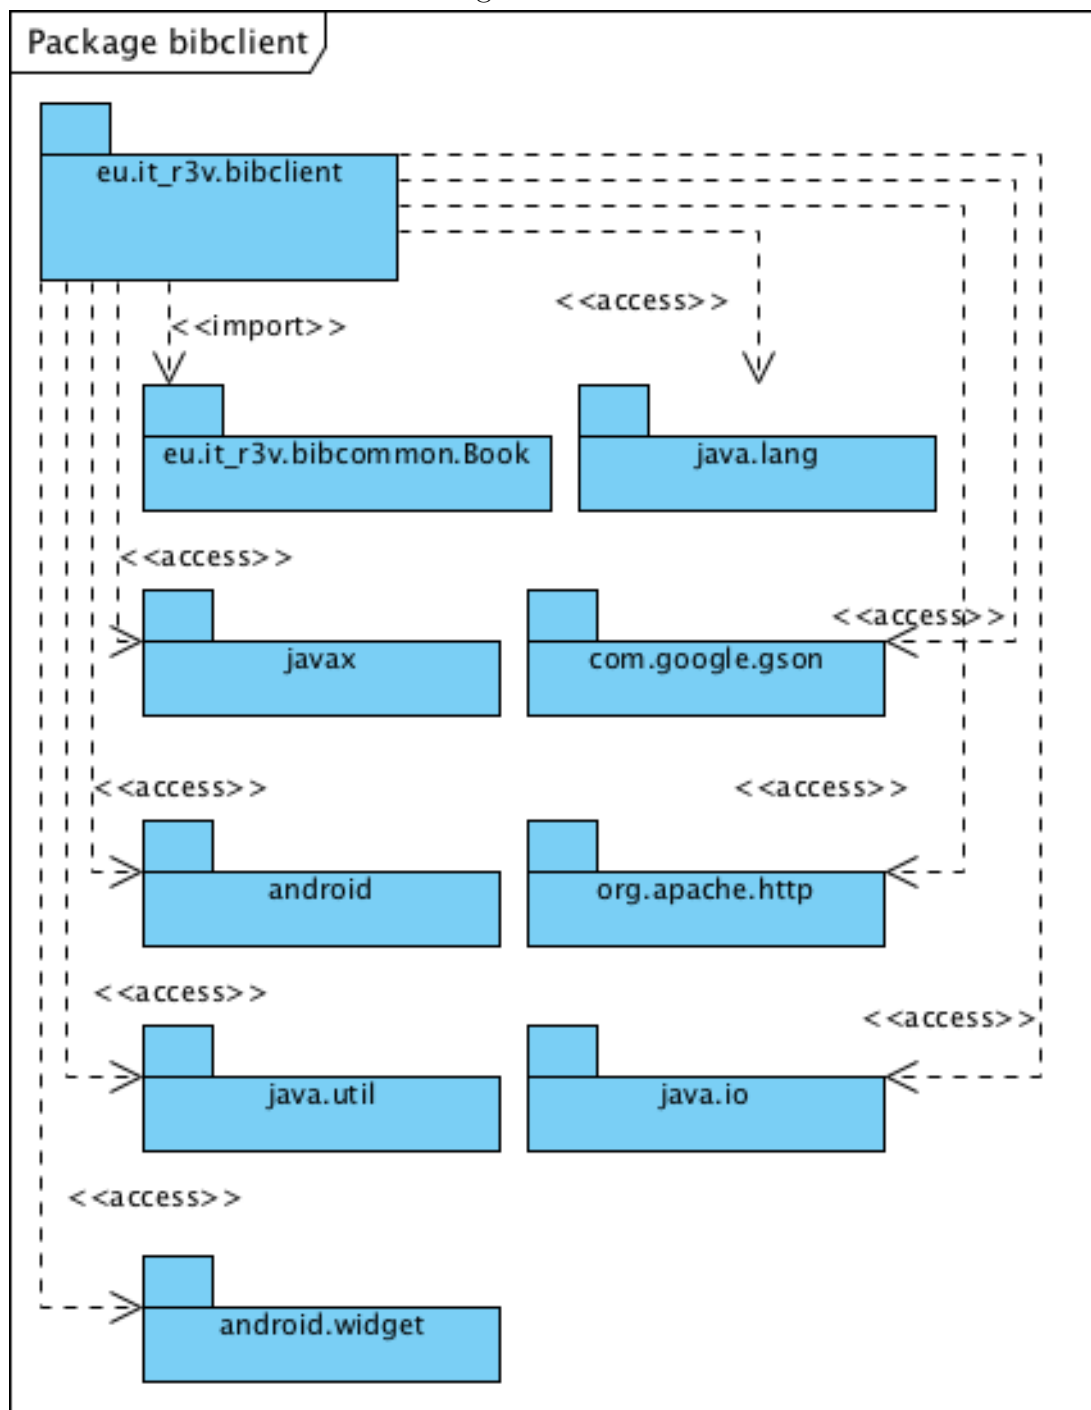 Package bibclient
eu.it_r3v.bibclient
<<access>>
<<import>>
eu.it_r3v.bibcommon.Book
java.lang
<<access>>
<<access>>
javax
com.google.gson
<<access>>
<<access>>
android
org.apache.http
<<access>>
<<access>>
java.util
java.io
<<access>>
android.widget